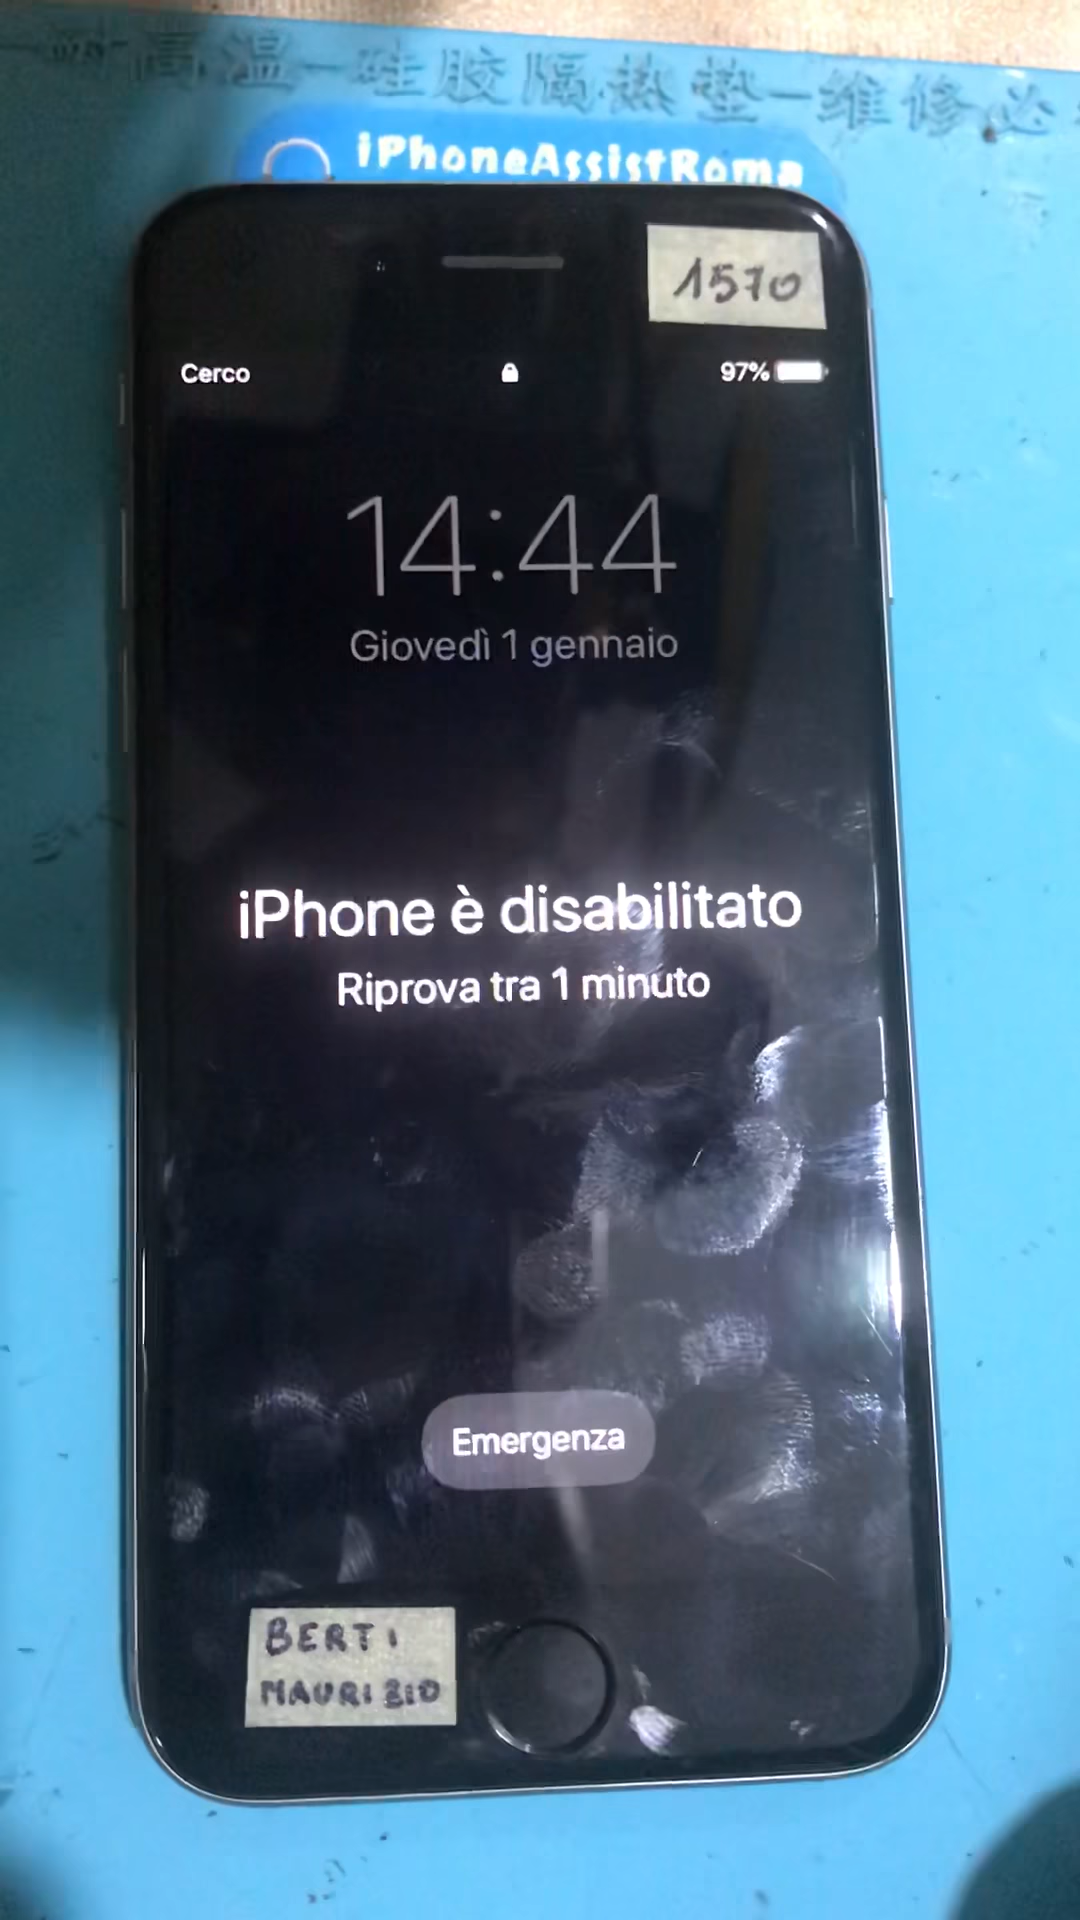 耐高温-硅胶隔热垫-维修必
iPhoneAssistRoma
1570
Cerco
97%
14:44
Giovedì 1 gennaio
iPhone è disabilitato
Riprova tra 1 minuto
Emergenza
BERTI
MAURIZIO